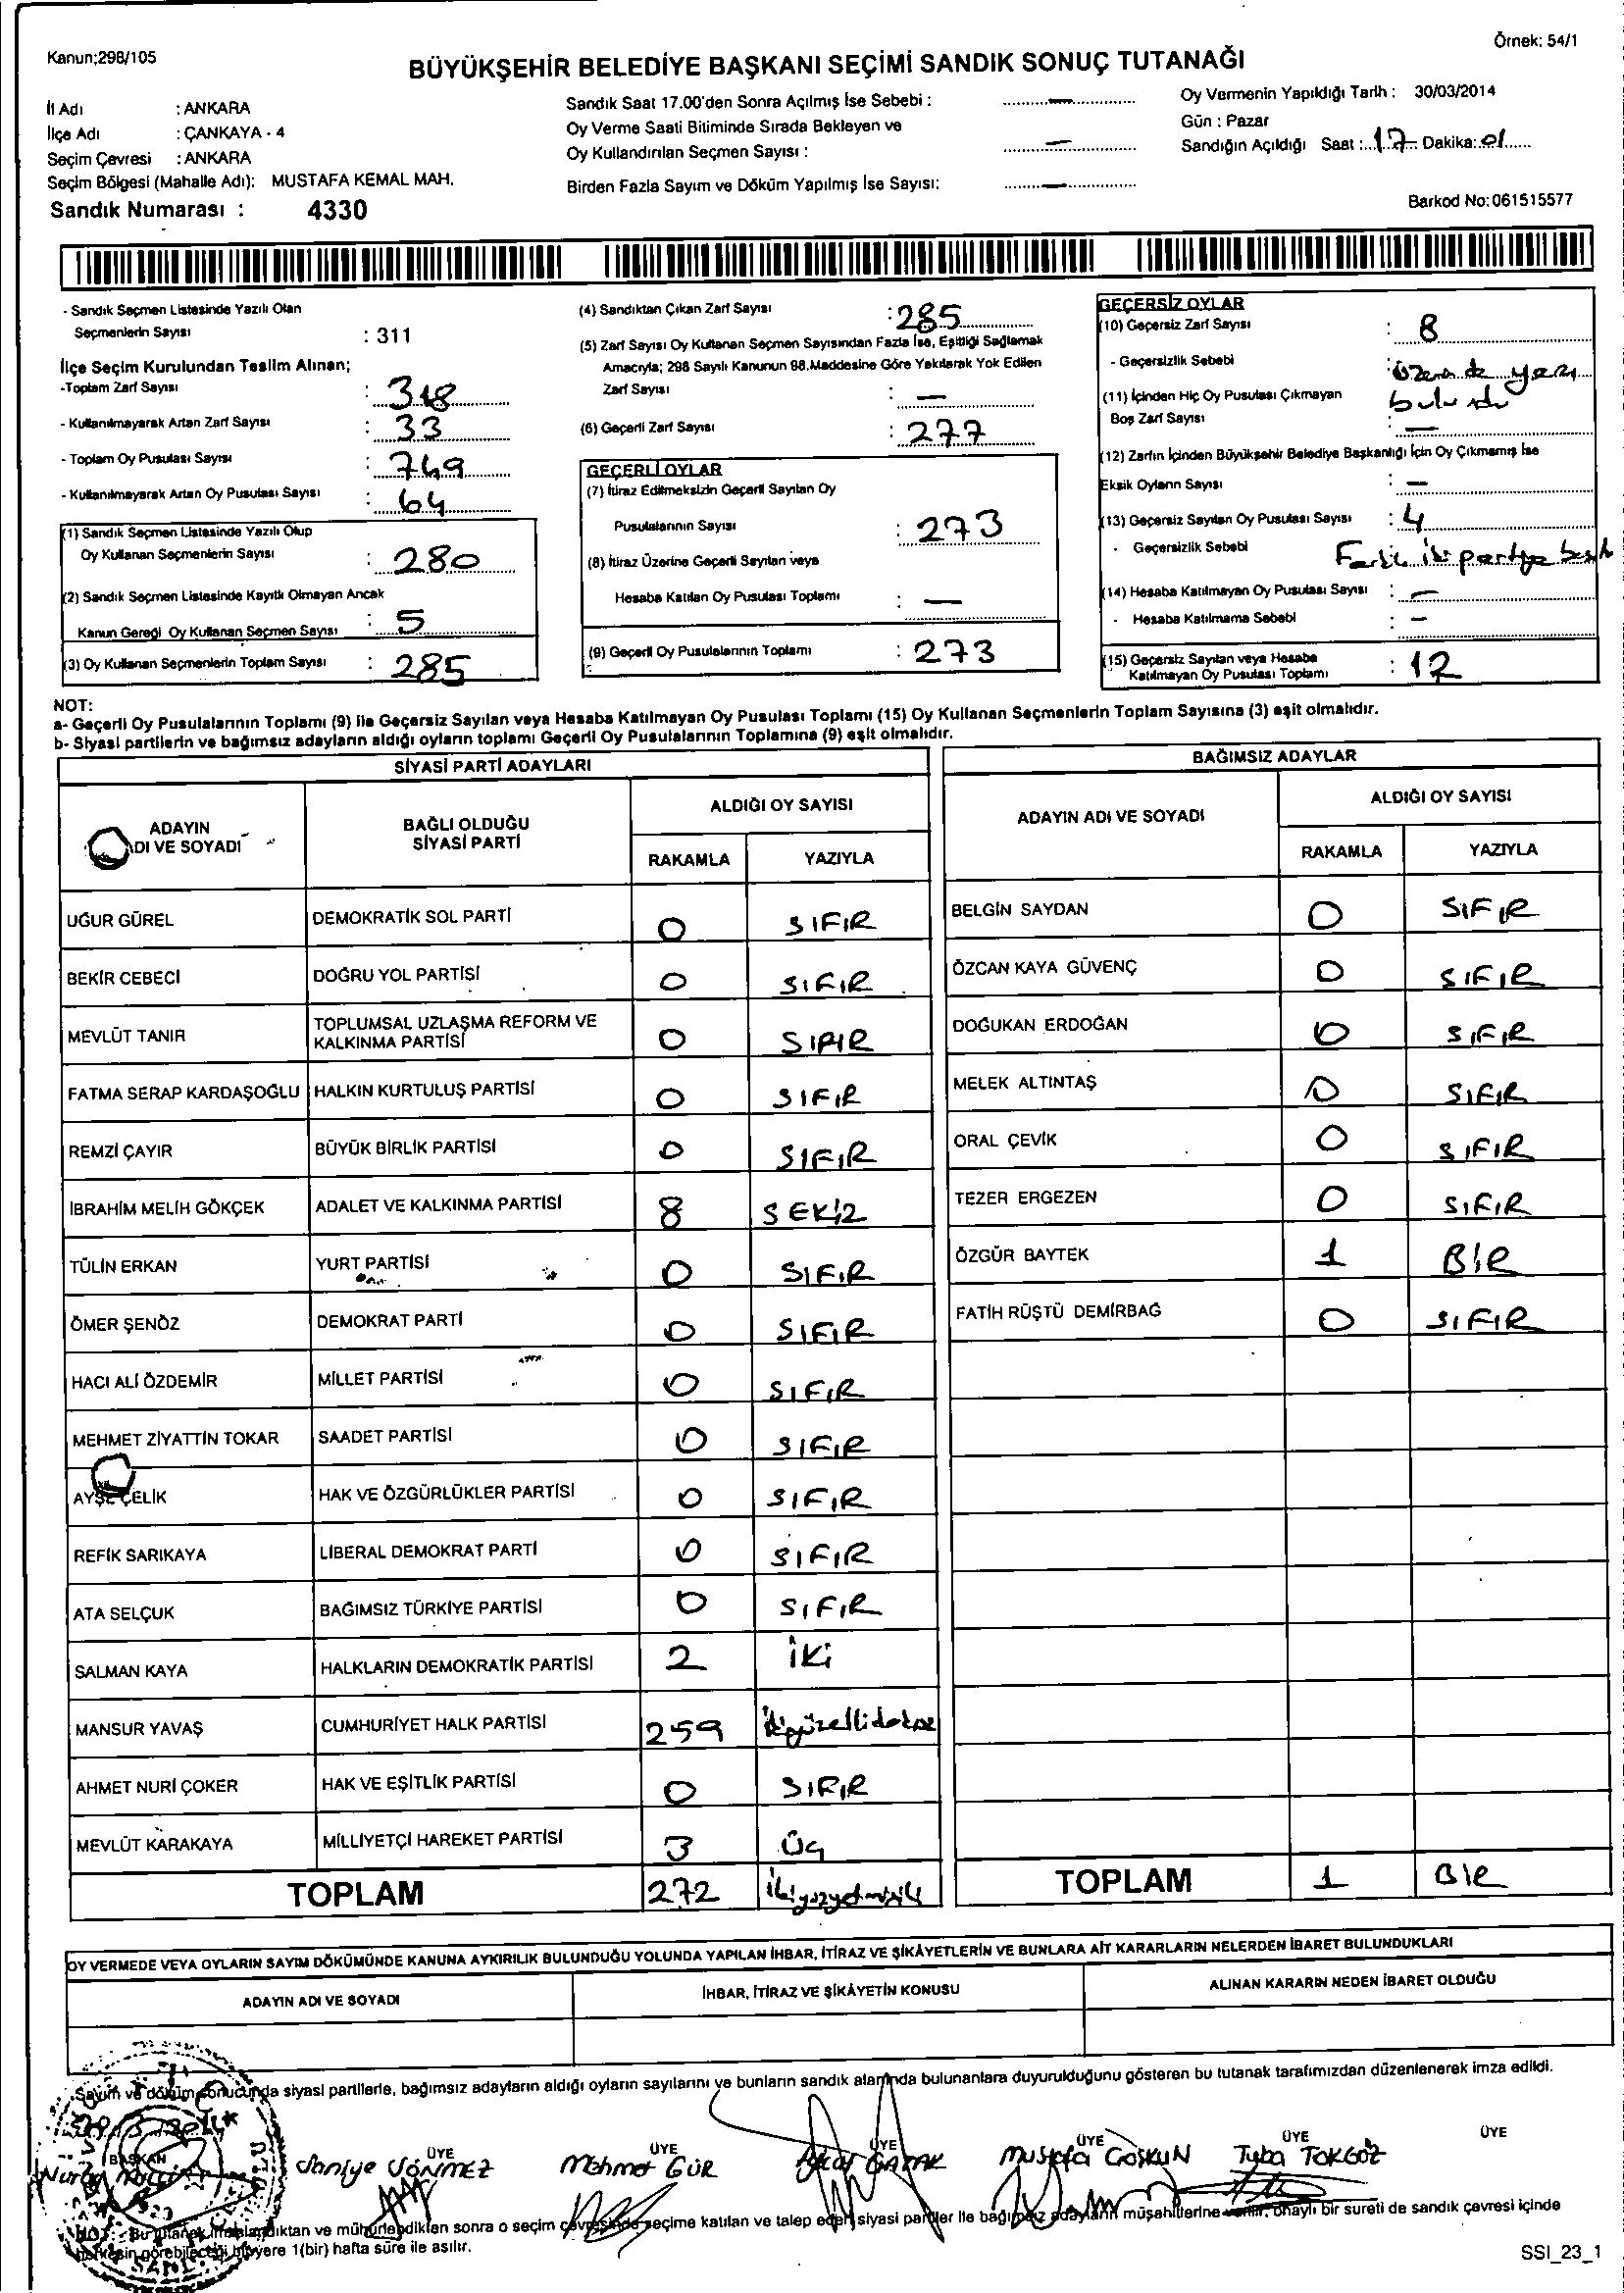 Kanun;298/105
Örnek: 54/1
BÜYÜKŞEHİR BELEDİYE BAŞKANI SEÇİMİ SANDIK SONUÇ TUTANAĞI
İl Adı : ANKARA
İlçe Adı : ÇANKAYA - 4
Seçim Çevresi : ANKARA
Seçim Bölgesi (Mahalle Adı): MUSTAFA KEMAL MAH.
Sandık Numarası : 4330
Sandık Saat 17.00'den Sonra Açılmış İse Sebebi : —
Oy Verme Saati Bitiminde Sırada Bekleyen ve
Oy Kullandırılan Seçmen Sayısı : —
Birden Fazla Sayım ve Döküm Yapılmış İse Sayısı: —
Oy Vermenin Yapıldığı Tarih : 30/03/2014
Gün : Pazar
Sandığın Açıldığı Saat : 17 Dakika: 01
Barkod No: 061515577
- Sandık Seçmen Listesinde Yazılı Olan
Seçmenlerin Sayısı : 311
İlçe Seçim Kurulundan Teslim Alınan;
-Toplam Zarf Sayısı : 318
- Kullanılmayarak Artan Zarf Sayısı : 33
- Toplam Oy Pusulası Sayısı : 749
- Kullanılmayarak Artan Oy Pusulası Sayısı : 64
(1) Sandık Seçmen Listesinde Yazılı Olup
Oy Kullanan Seçmenlerin Sayısı : 280
(2) Sandık Seçmen Listesinde Kayıtlı Olmayan Ancak
Kanun Gereği Oy Kullanan Seçmen Sayısı : 5
(3) Oy Kullanan Seçmenlerin Toplam Sayısı : 285
(4) Sandıktan Çıkan Zarf Sayısı : 285
(5) Zarf Sayısı Oy Kullanan Seçmen Sayısından Fazla İse, Eşitliği Sağlamak
Amacıyla; 298 Sayılı Kanunun 98.Maddesine Göre Yakılarak Yok Edilen
Zarf Sayısı : —
(6) Geçerli Zarf Sayısı : 277
GEÇERLİ OYLAR
(7) İtiraz Edilmeksizin Geçerli Sayılan Oy
Pusulalarının Sayısı : 273
(8) İtiraz Üzerine Geçerli Sayılan veya
Hesaba Katılan Oy Pusulası Toplamı : —
(9) Geçerli Oy Pusulalarının Toplamı : 273
GEÇERSİZ OYLAR
(10) Geçersiz Zarf Sayısı : 8
- Geçersizlik Sebebi : üzerinde yazı
bulundu
(11) İçinden Hiç Oy Pusulası Çıkmayan
Boş Zarf Sayısı : —
(12) Zarfın İçinden Büyükşehir Belediye Başkanlığı İçin Oy Çıkmamış İse
Eksik Oyların Sayısı : —
(13) Geçersiz Sayılan Oy Pusulası Sayısı : 4
- Geçersizlik Sebebi Farklı iki partiye
(14) Hesaba Katılmayan Oy Pusulası Sayısı : —
- Hesaba Katılmama Sebebi : —
(15) Geçersiz Sayılan veya Hesaba
Katılmayan Oy Pusulası Toplamı : 12
NOT:
a- Geçerli Oy Pusulalarının Toplamı (9) ile Geçersiz Sayılan veya Hesaba Katılmayan Oy Pusulası Toplamı (15) Oy Kullanan Seçmenlerin Toplam Sayısına (3) eşit olmalıdır.
b- Siyasi partilerin ve bağımsız adayların aldığı oyların toplamı Geçerli Oy Pusulalarının Toplamına (9) eşit olmalıdır.
SİYASİ PARTİ ADAYLARI
ADAYIN
ADI VE SOYADI
BAĞLI OLDUĞU
SİYASİ PARTİ
ALDIĞI OY SAYISI
RAKAMLA YAZIYLA
UĞUR GÜREL DEMOKRATİK SOL PARTİ 0 SIFIR
BEKİR CEBECİ DOĞRU YOL PARTİSİ 0 SIFIR
MEVLÜT TANIR TOPLUMSAL UZLAŞMA REFORM VE
KALKINMA PARTİSİ 0 SIFIR
FATMA SERAP KARDAŞOĞLU HALKIN KURTULUŞ PARTİSİ 0 SIFIR
REMZİ ÇAYIR BÜYÜK BİRLİK PARTİSİ 0 SIFIR
İBRAHİM MELİH GÖKÇEK ADALET VE KALKINMA PARTİSİ 8 SEKİZ
TÜLİN ERKAN YURT PARTİSİ 0 SIFIR
ÖMER ŞENÖZ DEMOKRAT PARTİ 0 SIFIR
HACI ALİ ÖZDEMİR MİLLET PARTİSİ 0 SIFIR
MEHMET ZİYATTİN TOKAR SAADET PARTİSİ 0 SIFIR
AYŞE ÇELİK HAK VE ÖZGÜRLÜKLER PARTİSİ 0 SIFIR
REFİK SARIKAYA LİBERAL DEMOKRAT PARTİ 0 SIFIR
ATA SELÇUK BAĞIMSIZ TÜRKİYE PARTİSİ 0 SIFIR
SALMAN KAYA HALKLARIN DEMOKRATİK PARTİSİ 2 İKİ
MANSUR YAVAŞ CUMHURİYET HALK PARTİSİ 259 ikiyüzellidokuz
AHMET NURİ ÇOKER HAK VE EŞİTLİK PARTİSİ 0 SIFIR
MEVLÜT KARAKAYA MİLLİYETÇİ HAREKET PARTİSİ 3 ÜÇ
TOPLAM 272 ikiyüzyetmişiki
BAĞIMSIZ ADAYLAR
ADAYIN ADI VE SOYADI
ALDIĞI OY SAYISI
RAKAMLA YAZIYLA
BELGİN SAYDAN 0 SIFIR
ÖZCAN KAYA GÜVENÇ 0 SIFIR
DOĞUKAN ERDOĞAN 0 SIFIR
MELEK ALTINTAŞ 0 SIFIR
ORAL ÇEVİK 0 SIFIR
TEZER ERGEZEN 0 SIFIR
ÖZGÜR BAYTEK 1 BİR
FATİH RÜŞTÜ DEMİRBAĞ 0 SIFIR
TOPLAM 1 BİR
OY VERMEDE VEYA OYLARIN SAYIM DÖKÜMÜNDE KANUNA AYKIRILIK BULUNDUĞU YOLUNDA YAPILAN İHBAR, İTİRAZ VE ŞİKÂYETLERİN VE BUNLARA AİT KARARLARIN NELERDEN İBARET BULUNDUKLARI
ADAYIN ADI VE SOYADI
İHBAR, İTİRAZ VE ŞİKÂYETİN KONUSU
ALINAN KARARIN NEDEN İBARET OLDUĞU
Sayım ve döküm sonucunda siyasi partilerle, bağımsız adayların aldığı oyların sayılarını ve bunların sandık alanında bulunanlara duyurulduğunu gösteren bu tutanak tarafımızdan düzenlenerek imza edildi.
BAŞKAN ÜYE ÜYE ÜYE ÜYE ÜYE ÜYE
Nuray Saniye SÖNMEZ Mehmet GÜR Mustafa COŞKUN Tuba TOKGÖZ
NOT: Bu tutanak imzalandıktan ve mühürlendikten sonra o seçim çevresinde seçime katılan ve talep eden siyasi partiler ile bağımsız adayların müşahitlerine verilir, onaylı bir sureti de sandık çevresi içinde
herkesin görebileceği bir yere 1(bir) hafta süre ile asılır.
SSI_23_1